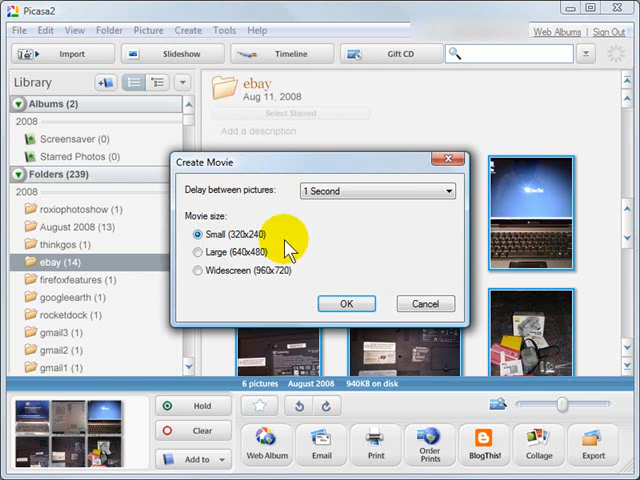 Picasa2
File Edit View Folder Picture Create Tools Help
Web Albums | Sign Out
Import Slideshow Timeline Gift CD
Library
Albums (2)
2008
Screensaver (0)
Starred Photos (0)
Folders (239)
2008
roxiophotoshow (1)
August 2008 (13)
thinkgos (1)
ebay (14)
firefoxfeatures (1)
googleearth (1)
rocketdock (1)
gmail3 (1)
gmail2 (1)
gmail1 (1)
ebay
Aug 11, 2008
Select Starred
Add a description
Create Movie
Delay between pictures: 1 Second
Movie size:
Small (320x240)
Large (640x480)
Widescreen (960x720)
OK Cancel
6 pictures August 2008 940KB on disk
Hold
Clear
Add to
Web Album Email Print Order Prints BlogThis! Collage Export